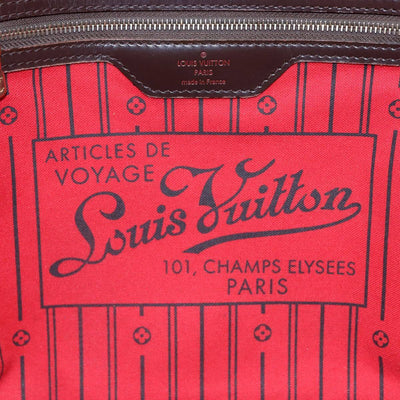 LOUIS VUITTON
PARIS
made in France
ARTICLES DE
VOYAGE
Louis Vuitton
101, CHAMPS ELYSEES
PARIS